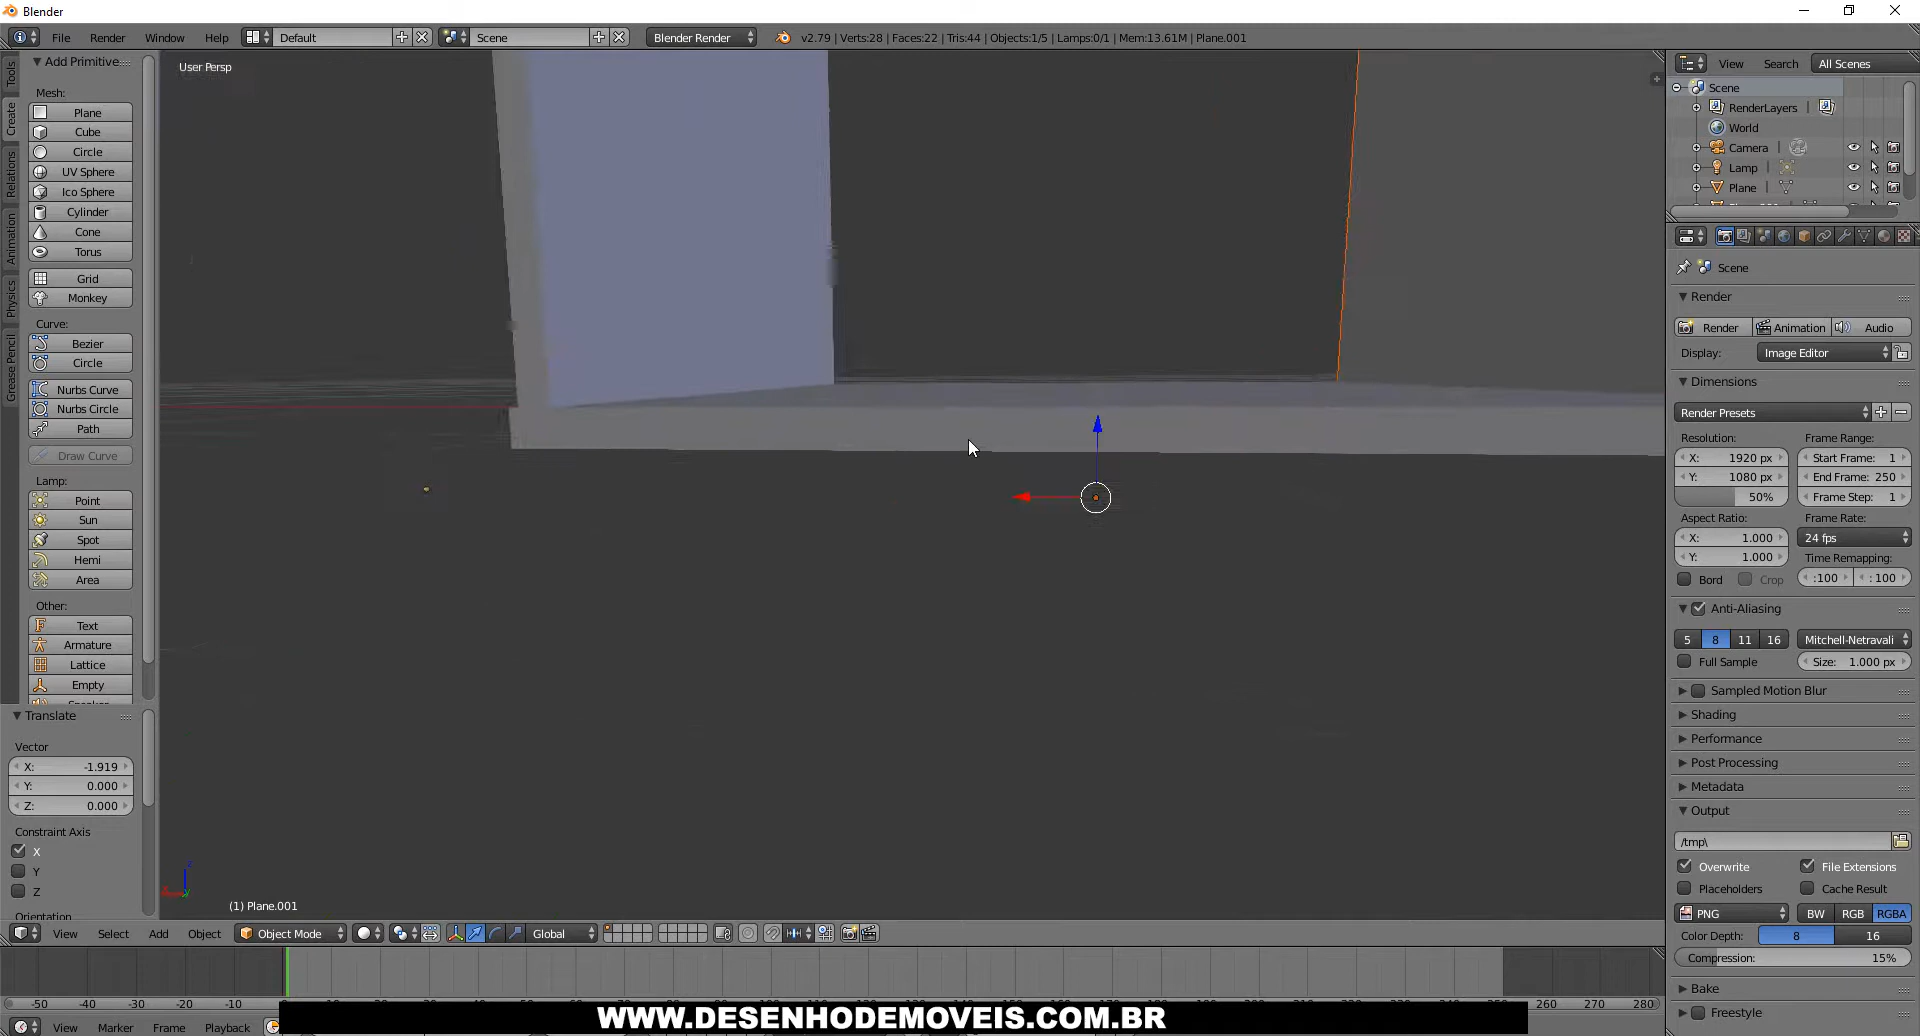 Blender
File Render Window Help Default Scene Blender Render v2.79 | Verts:28 | Faces:22 | Tris:44 | Objects:1/5 | Lamps:0/1 | Mem:13.61M | Plane.001
Tools
Create
Relations
Animation
Physics
Grease Pencil
Add Primitive
Mesh:
Plane
Cube
Circle
UV Sphere
Ico Sphere
Cylinder
Cone
Torus
Grid
Monkey
Curve:
Bezier
Circle
Nurbs Curve
Nurbs Circle
Path
Draw Curve
Lamp:
Point
Sun
Spot
Hemi
Area
Other:
Text
Armature
Lattice
Empty
Translate
Vector
X: -1.919
Y: 0.000
Z: 0.000
Constraint Axis
X
Y
Z
Orientation
User Persp
(1) Plane.001
View Select Add Object Object Mode Global
-50 -40 -30 -20 -10 260 270 280
View Marker Frame Playback
WWW.DESENHODEMOVEIS.COM.BR
View Search All Scenes
Scene
RenderLayers
World
Camera
Lamp
Plane
Scene
Render
Render Animation Audio
Display: Image Editor
Dimensions
Render Presets
Resolution: Frame Range:
X: 1920 px Start Frame: 1
Y: 1080 px End Frame: 250
50% Frame Step: 1
Aspect Ratio: Frame Rate:
X: 1.000 24 fps
Y: 1.000 Time Remapping:
Bord Crop :100 : 100
Anti-Aliasing
5 8 11 16 Mitchell-Netravali
Full Sample Size: 1.000 px
Sampled Motion Blur
Shading
Performance
Post Processing
Metadata
Output
/tmp\
Overwrite File Extensions
Placeholders Cache Result
PNG BW RGB RGBA
Color Depth: 8 16
Compression: 15%
Bake
Freestyle